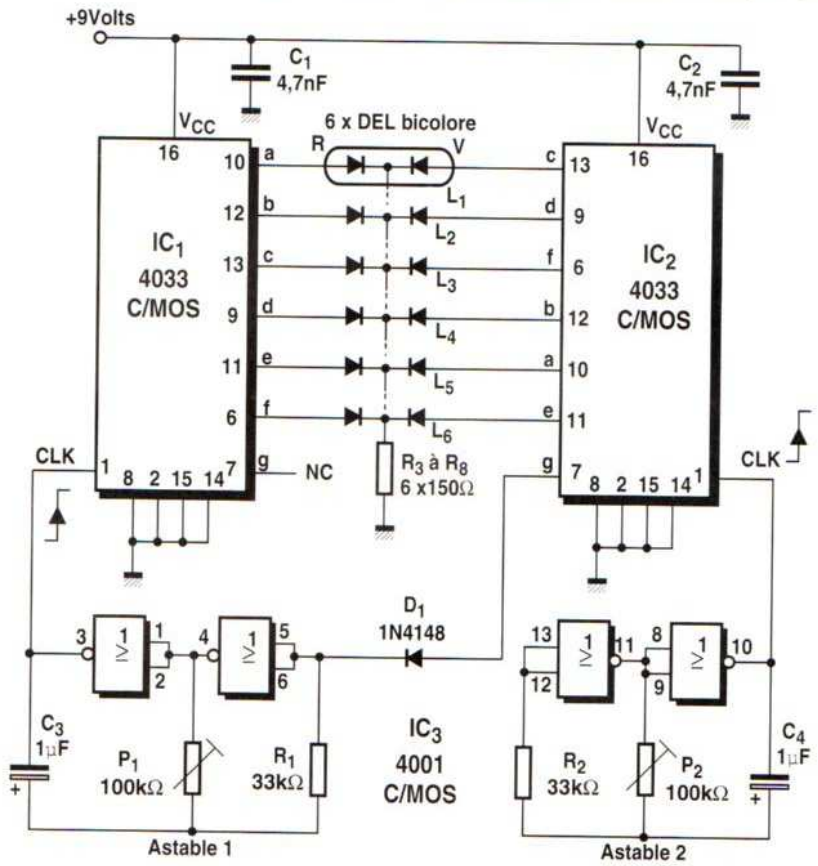 +9Volts
C1
4,7nF
C2
4,7nF
VCC
16
VCC
16
6 x DEL bicolore
R
V
10
a
L1
c
13
12
b
L2
d
9
IC1
4033
C/MOS
13
c
L3
f
6
IC2
4033
C/MOS
9
d
L4
b
12
11
e
L5
a
10
6
f
L6
e
11
CLK
1
8
2
15
14
7
g
NC
R3 à R8
6 x150Ω
g
7
8
2
15
14
1
CLK
D1
1N4148
3
≥1
1
2
4
≥1
5
6
13
12
≥1
11
8
9
≥1
10
C3
1µF
+
P1
100kΩ
R1
33kΩ
IC3
4001
C/MOS
R2
33kΩ
P2
100kΩ
C4
1µF
+
Astable 1
Astable 2